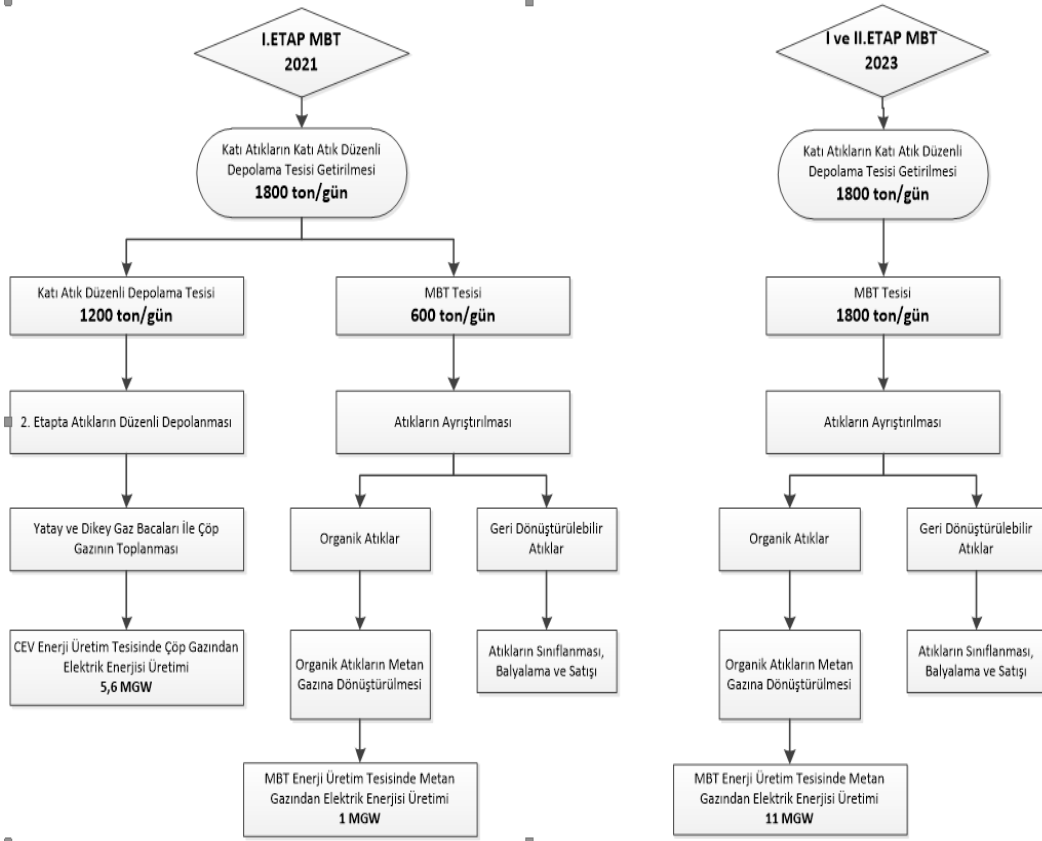 I.ETAP MBT
2021
Katı Atıkların Katı Atık Düzenli
Depolama Tesisi Getirilmesi
1800 ton/gün
Katı Atık Düzenli Depolama Tesisi
1200 ton/gün
MBT Tesisi
600 ton/gün
2. Etapta Atıkların Düzenli Depolanması
Atıkların Ayrıştırılması
Yatay ve Dikey Gaz Bacaları İle Çöp
Gazının Toplanması
Organik Atıklar
Geri Dönüştürülebilir
Atıklar
CEV Enerji Üretim Tesisinde Çöp Gazından
Elektrik Enerjisi Üretimi
5,6 MGW
Organik Atıkların Metan
Gazına Dönüştürülmesi
Atıkların Sınıflanması,
Balyalama ve Satışı
MBT Enerji Üretim Tesisinde Metan
Gazından Elektrik Enerjisi Üretimi
1 MGW
I ve II.ETAP MBT
2023
Katı Atıkların Katı Atık Düzenli
Depolama Tesisi Getirilmesi
1800 ton/gün
MBT Tesisi
1800 ton/gün
Atıkların Ayrıştırılması
Organik Atıklar
Geri Dönüştürülebilir
Atıklar
Organik Atıkların Metan
Gazına Dönüştürülmesi
Atıkların Sınıflanması,
Balyalama ve Satışı
MBT Enerji Üretim Tesisinde Metan
Gazından Elektrik Enerjisi Üretimi
11 MGW